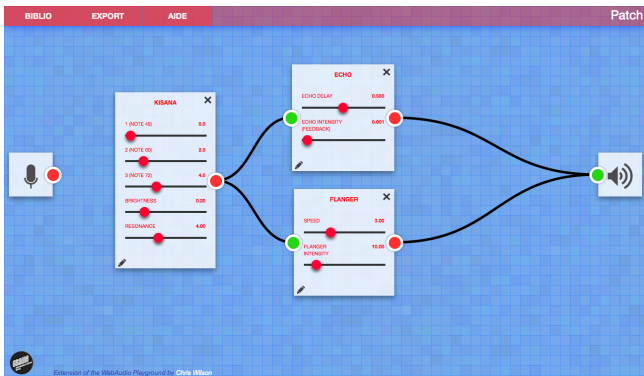 BIBLIO EXPORT AIDE Patch
KISANA
1 (NOTE 48) 0.0
2 (NOTE 60) 2.0
3 (NOTE 72) 4.0
BRIGHTNESS 0.20
RESONANCE 4.00
ECHO
ECHO DELAY 0.500
ECHO INTENSITY 0.001
(FEEDBACK)
FLANGER
SPEED 3.00
FLANGER 10.00
INTENSITY
Extension of the WebAudio Playground by Chris Wilson